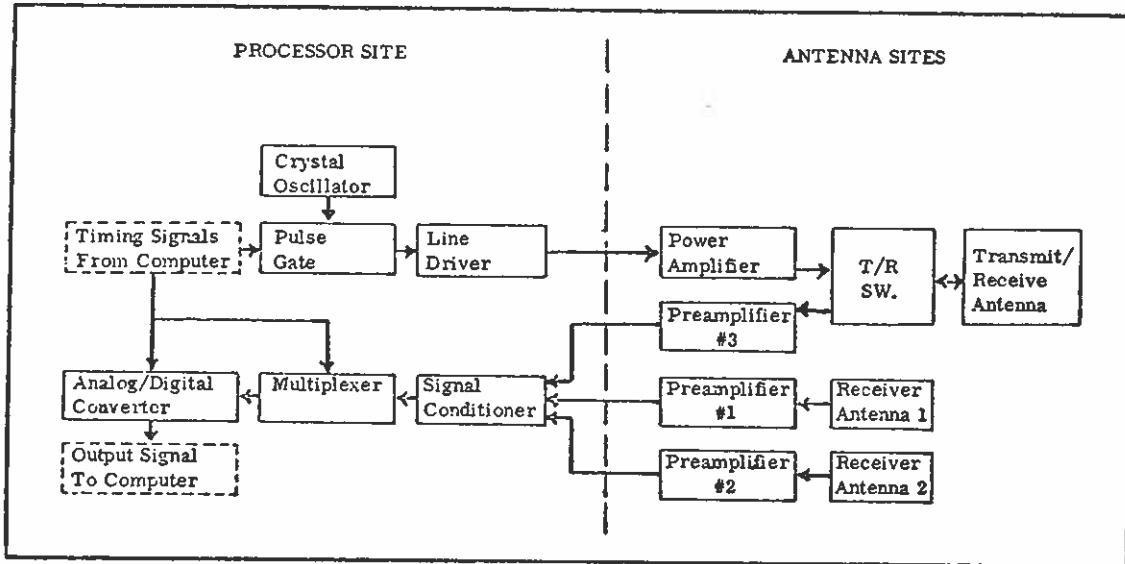 PROCESSOR SITE
ANTENNA SITES
Crystal
Oscillator
Timing Signals
From Computer
Pulse
Gate
Line
Driver
Power
Amplifier
T/R
SW.
Transmit/
Receive
Antenna
Preamplifier
#3
Analog/Digital
Converter
Multiplexer
Signal
Conditioner
Preamplifier
#1
Receiver
Antenna 1
Output Signal
To Computer
Preamplifier
#2
Receiver
Antenna 2